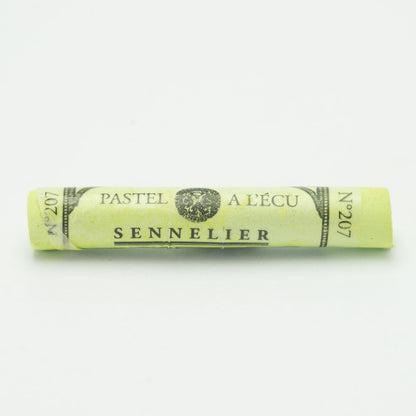 N°207
PASTEL A L'ÉCU
SENNELIER
N°207